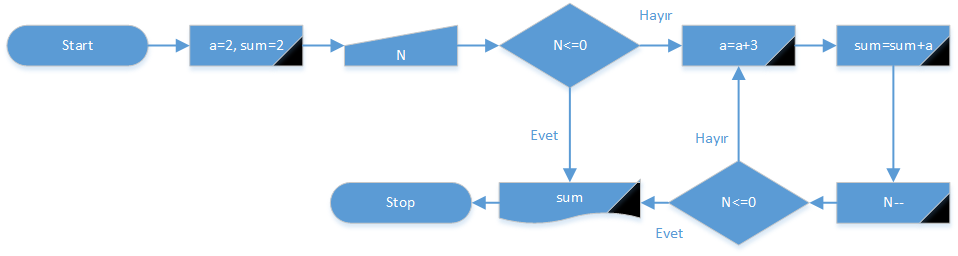 Start
a=2, sum=2
N
N<=0
Hayır
a=a+3
sum=sum+a
Evet
Hayır
Stop
sum
Evet
N<=0
N--